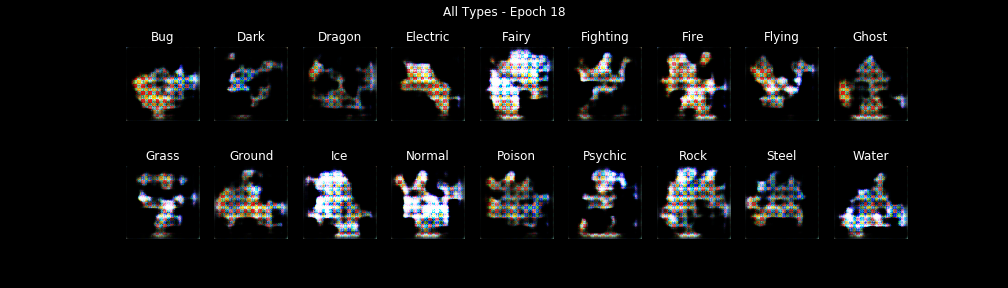 All Types - Epoch 18
Bug Dark Dragon Electric Fairy Fighting Fire Flying Ghost
Grass Ground Ice Normal Poison Psychic Rock Steel Water